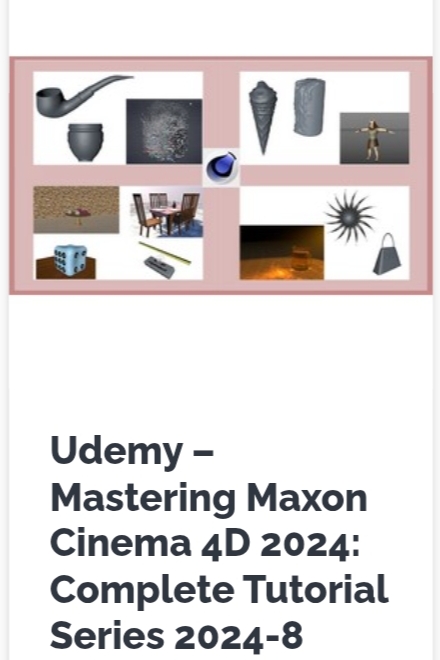 Udemy –
Mastering Maxon
Cinema 4D 2024:
Complete Tutorial
Series 2024-8